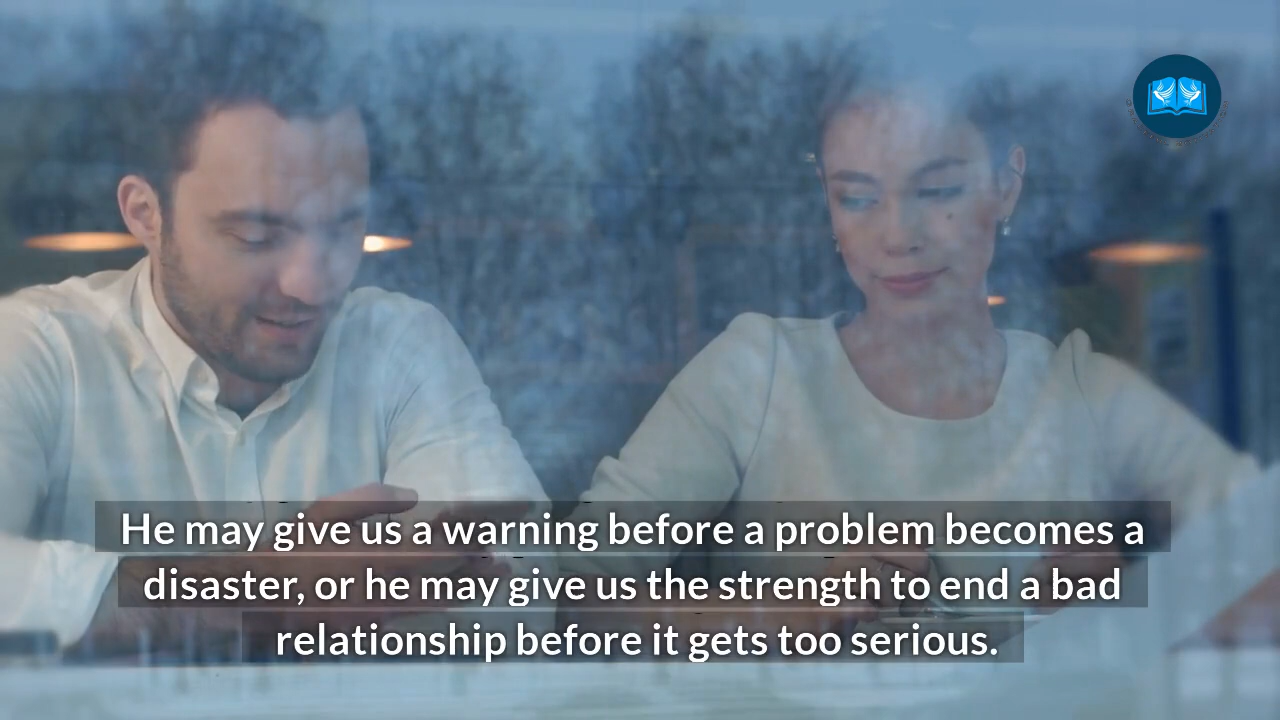 He may give us a warning before a problem becomes a
disaster, or he may give us the strength to end a bad
relationship before it gets too serious.